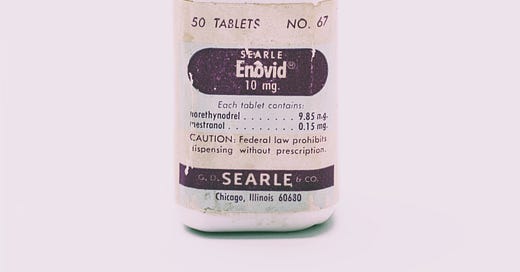 50 TABLETS NO. 67
SEARLE
Enovid®
10 mg.
Each tablet contains:
norethynodrel . . . . . . . 9.85 mg.
mestranol . . . . . . . . . 0.15 mg.
CAUTION: Federal law prohibits
dispensing without prescription.
G. D. SEARLE & CO.
Chicago, Illinois 60680